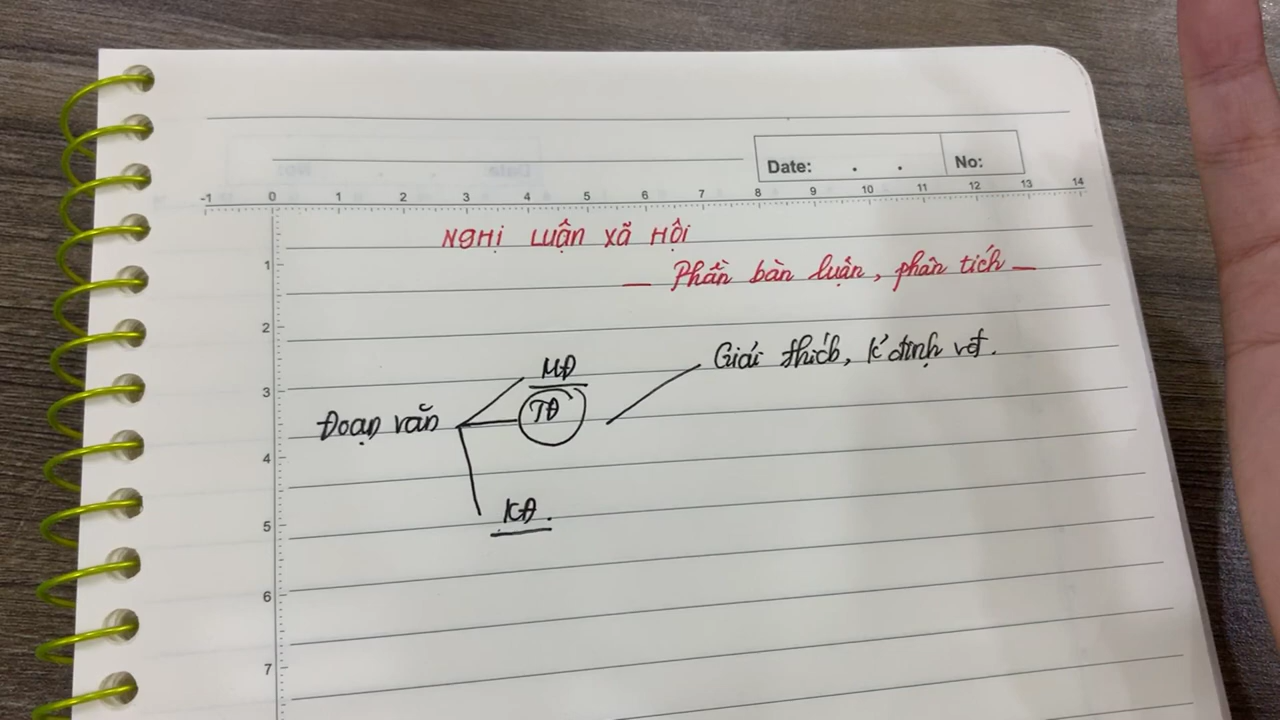 Date: . . No:
-1 0 1 2 3 4 5 6 7 8 9 10 11 12 13 14
NGHỊ LUẬN XÃ HỘI
— Phần bàn luận, phân tích —
1
2
MĐ
Giải thích, k' định vđ.
3
TĐ
Đoạn văn
4
KĐ.
5
6
7